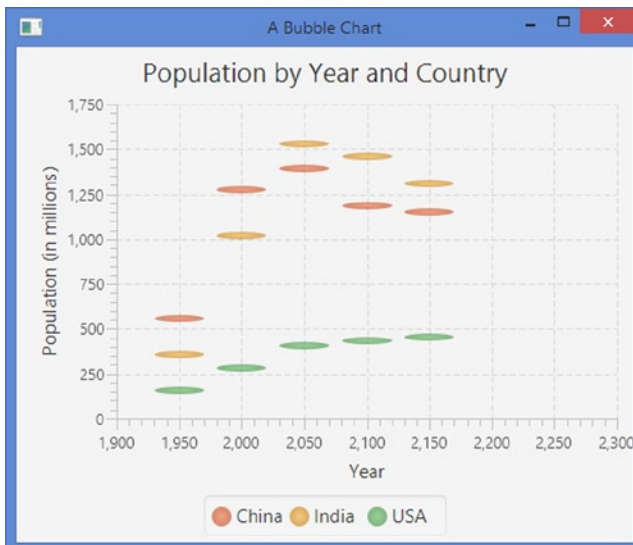 A Bubble Chart
Population by Year and Country
1,750
1,500
1,250
1,000
750
500
250
0
Population (in millions)
1,900 1,950 2,000 2,050 2,100 2,150 2,200 2,250 2,300
Year
China India USA